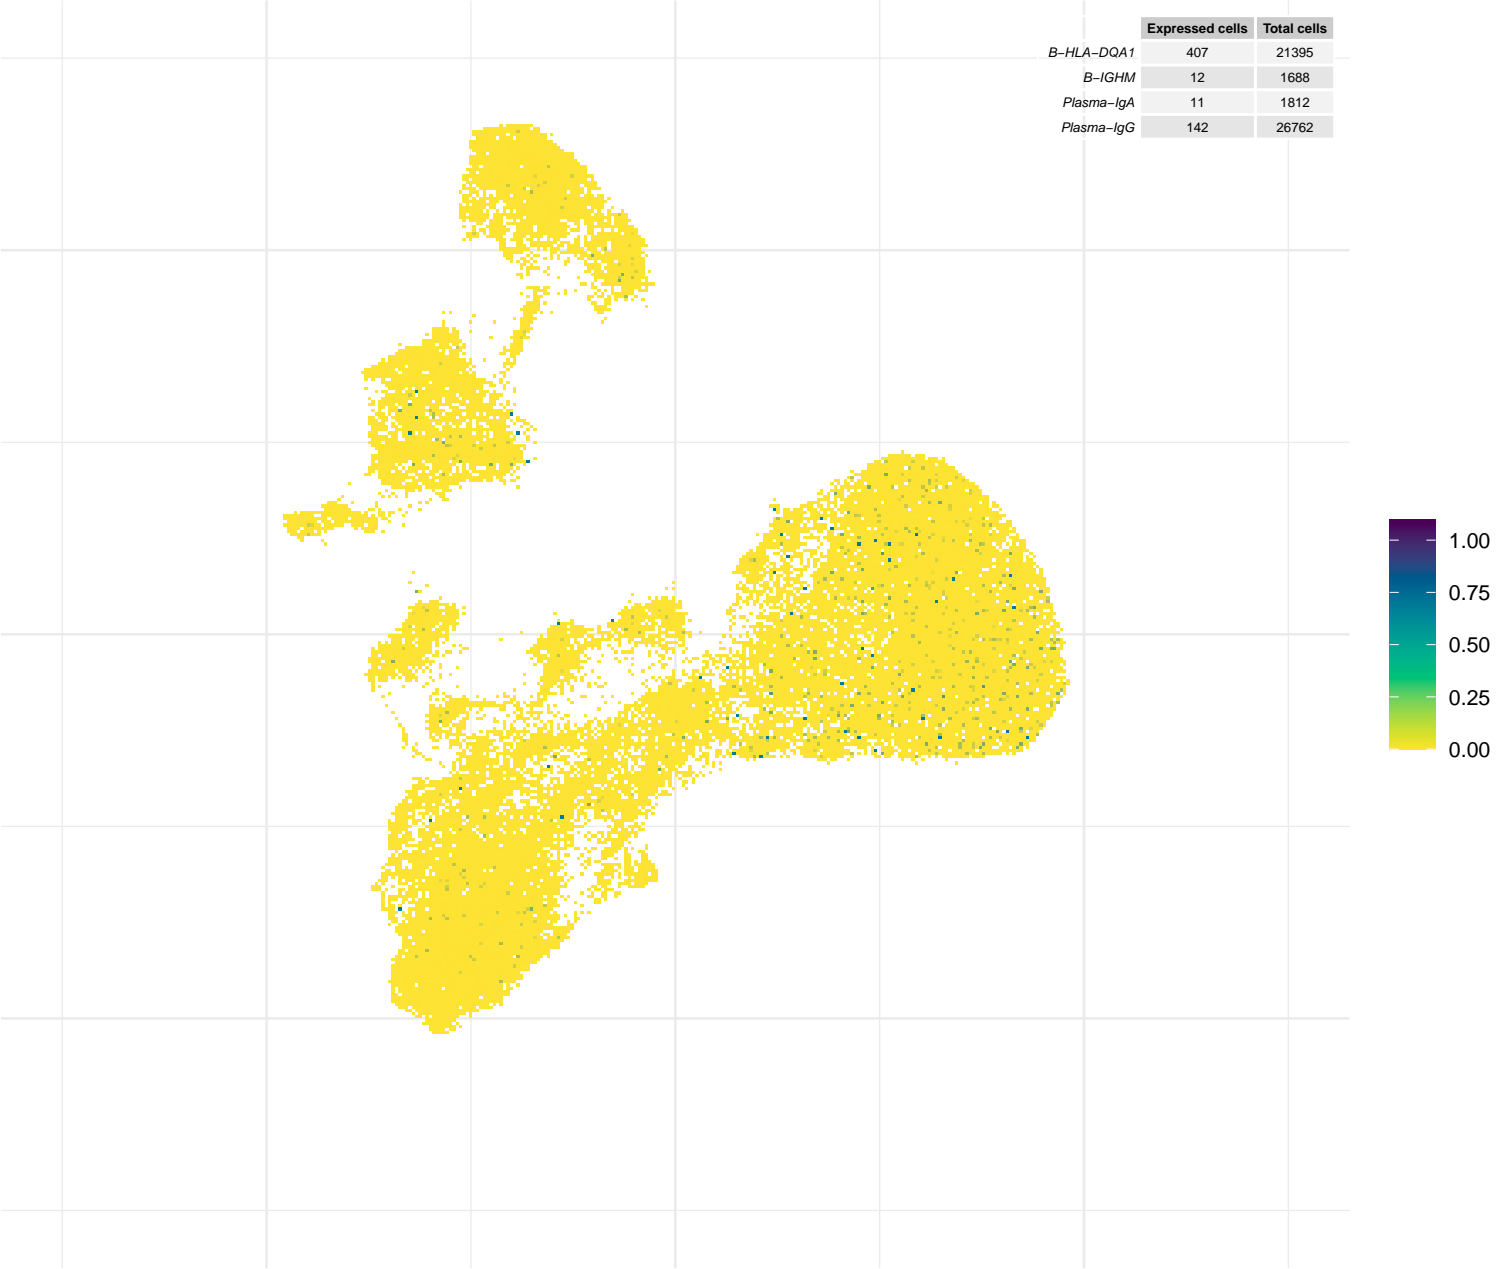 Expressed cells Total cells
B−HLA−DQA1 407 21395
B−IGHM 12 1688
Plasma−IgA 11 1812
Plasma−IgG 142 26762
1.00
0.75
0.50
0.25
0.00